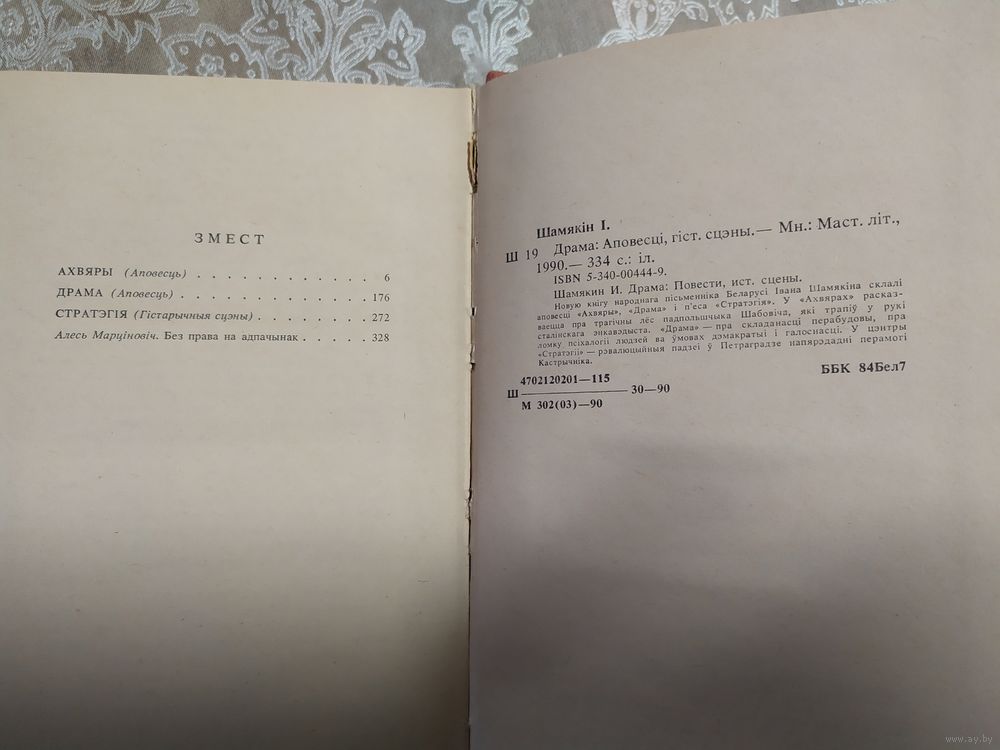 ЗМЕСТ
АХВЯРЫ (Аповесць) . . . . . . . . . . . . 6
ДРАМА (Аповесць) . . . . . . . . . . . . . 176
СТРАТЭГІЯ (Гістарычныя сцэны) . . . . . . . . 272
Алесь Марціновіч. Без права на адпачынак . . . . . 328
Шамякін І.
Ш 19 Драма: Аповесці, гіст. сцэны.— Мн.: Маст. літ.,
1990.— 334 с.: іл.
ISBN 5-340-00444-9.
Шамякин И. Драма: Повести, ист. сцены.
Новую кнігу народнага пісьменніка Беларусі Івана Шамякіна склалі
аповесці «Ахвяры», «Драма» і п'еса «Стратэгія». У «Ахвярах» расказ-
ваецца пра трагічны лёс падпольшчыка Шабовіча, які трапіў у рукі
сталінскага энкавэдыста. «Драма» — пра складанасці перабудовы, пра
ломку псіхалогіі людзей ва ўмовах дэмакратыі і галоснасці. У цэнтры
«Стратэгіі» — рэвалюцыйныя падзеі ў Петраградзе напярэдадні перамогі
Кастрычніка.
4702120201—115
Ш 30—90
М 302(03)—90
ББК 84Бел7
www.ay.by